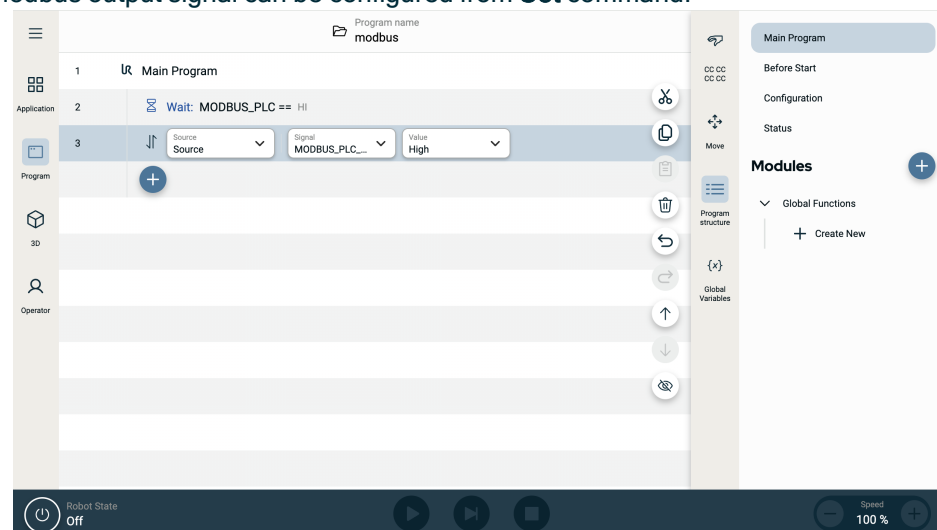 odbus output signal can be configured from Set command.
Program name
modbus
Application
Program
3D
Operator
1 Main Program
2 Wait: MODBUS_PLC == HI
3
Source
Source
Signal
MODBUS_PLC_...
Value
High
CC CC
CC CC
Move
Program
structure
{x}
Global
Variables
Main Program
Before Start
Configuration
Status
Modules
Global Functions
Create New
Robot State
Off
Speed
100 %